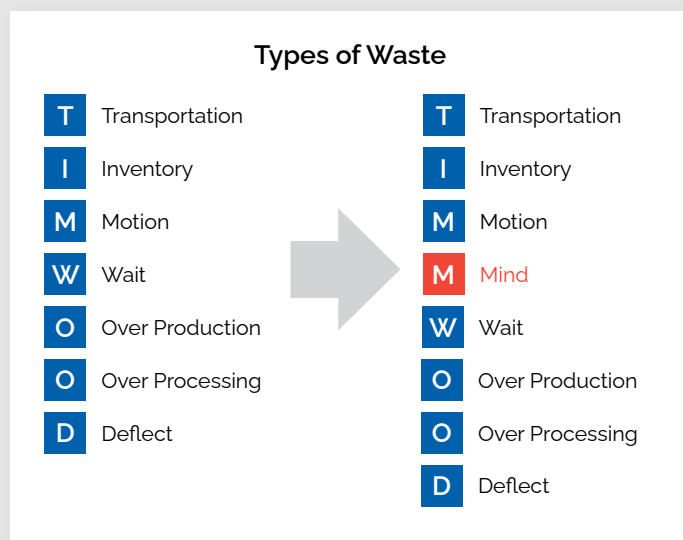 Types of Waste
T Transportation
I Inventory
M Motion
W Wait
O Over Production
O Over Processing
D Deflect
T Transportation
I Inventory
M Motion
M Mind
W Wait
O Over Production
O Over Processing
D Deflect